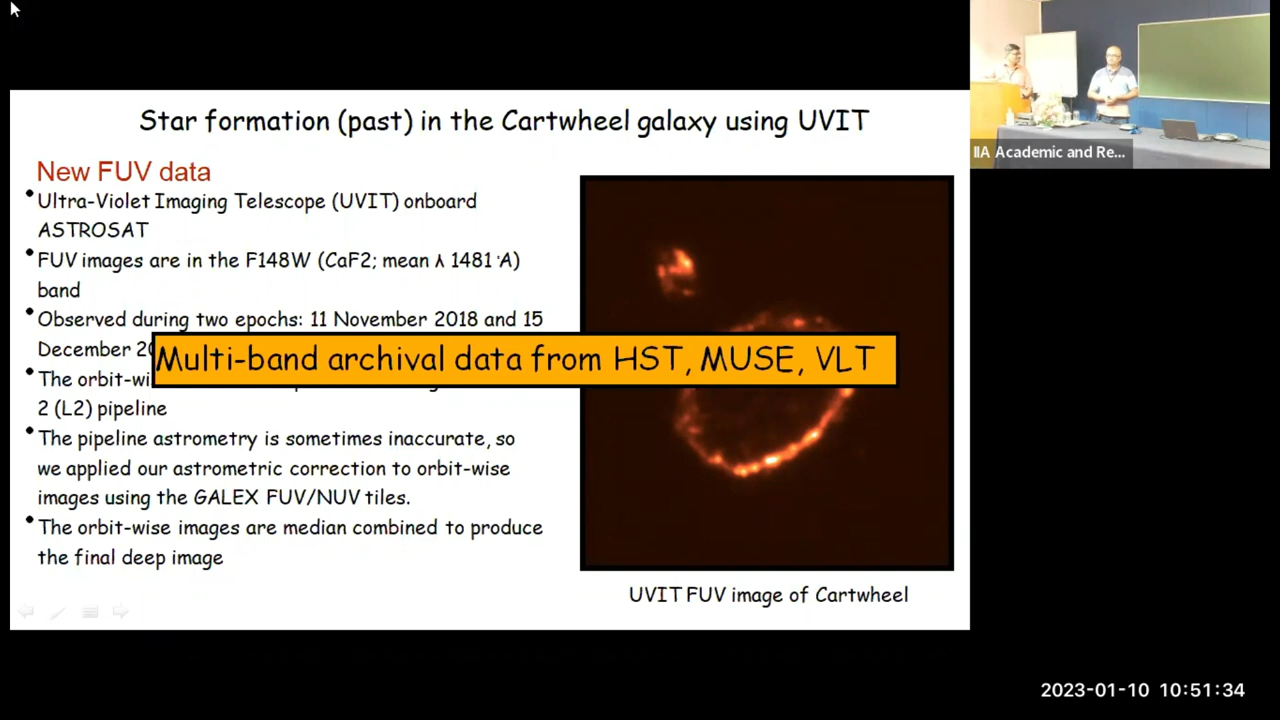 Star formation (past) in the Cartwheel galaxy using UVIT
New FUV data
• Ultra-Violet Imaging Telescope (UVIT) onboard
ASTROSAT
• FUV images are in the F148W (CaF2; mean λ 1481 Å)
band
• Observed during two epochs: 11 November 2018 and 15
December 20
Multi-band archival data from HST, MUSE, VLT
• The orbit-wi
2 (L2) pipeline
• The pipeline astrometry is sometimes inaccurate, so
we applied our astrometric correction to orbit-wise
images using the GALEX FUV/NUV tiles.
• The orbit-wise images are median combined to produce
the final deep image
UVIT FUV image of Cartwheel
IIA Academic and Re...
2023-01-10 10:51:34